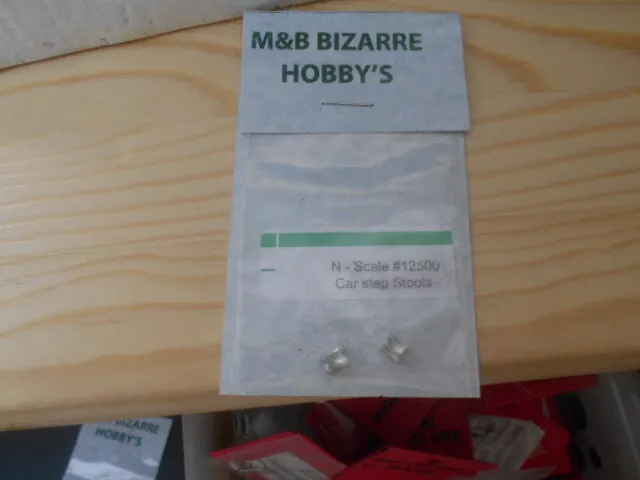 M&B BIZARRE
HOBBY'S
N - Scale #12500
Car step Stools
BIZARRE
HOBBY'S